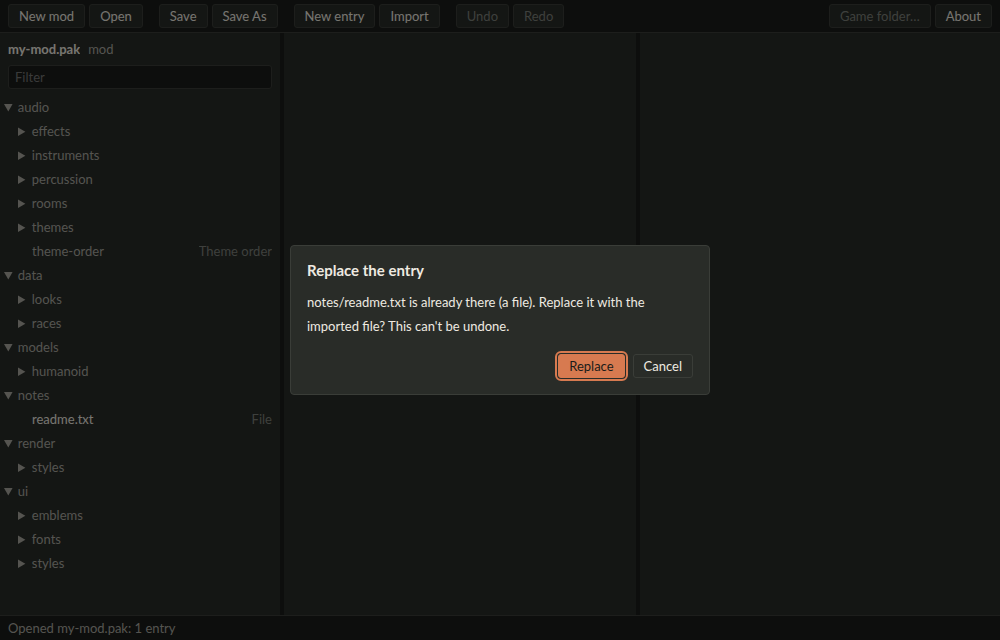 New mod Open Save Save As New entry Import Undo Redo Game folder... About
my-mod.pak mod
Filter
audio
effects
instruments
percussion
rooms
themes
theme-order Theme order
data
looks
races
models
humanoid
notes
readme.txt File
render
styles
ui
emblems
fonts
styles
Replace the entry
notes/readme.txt is already there (a file). Replace it with the
imported file? This can't be undone.
Replace Cancel
Opened my-mod.pak: 1 entry